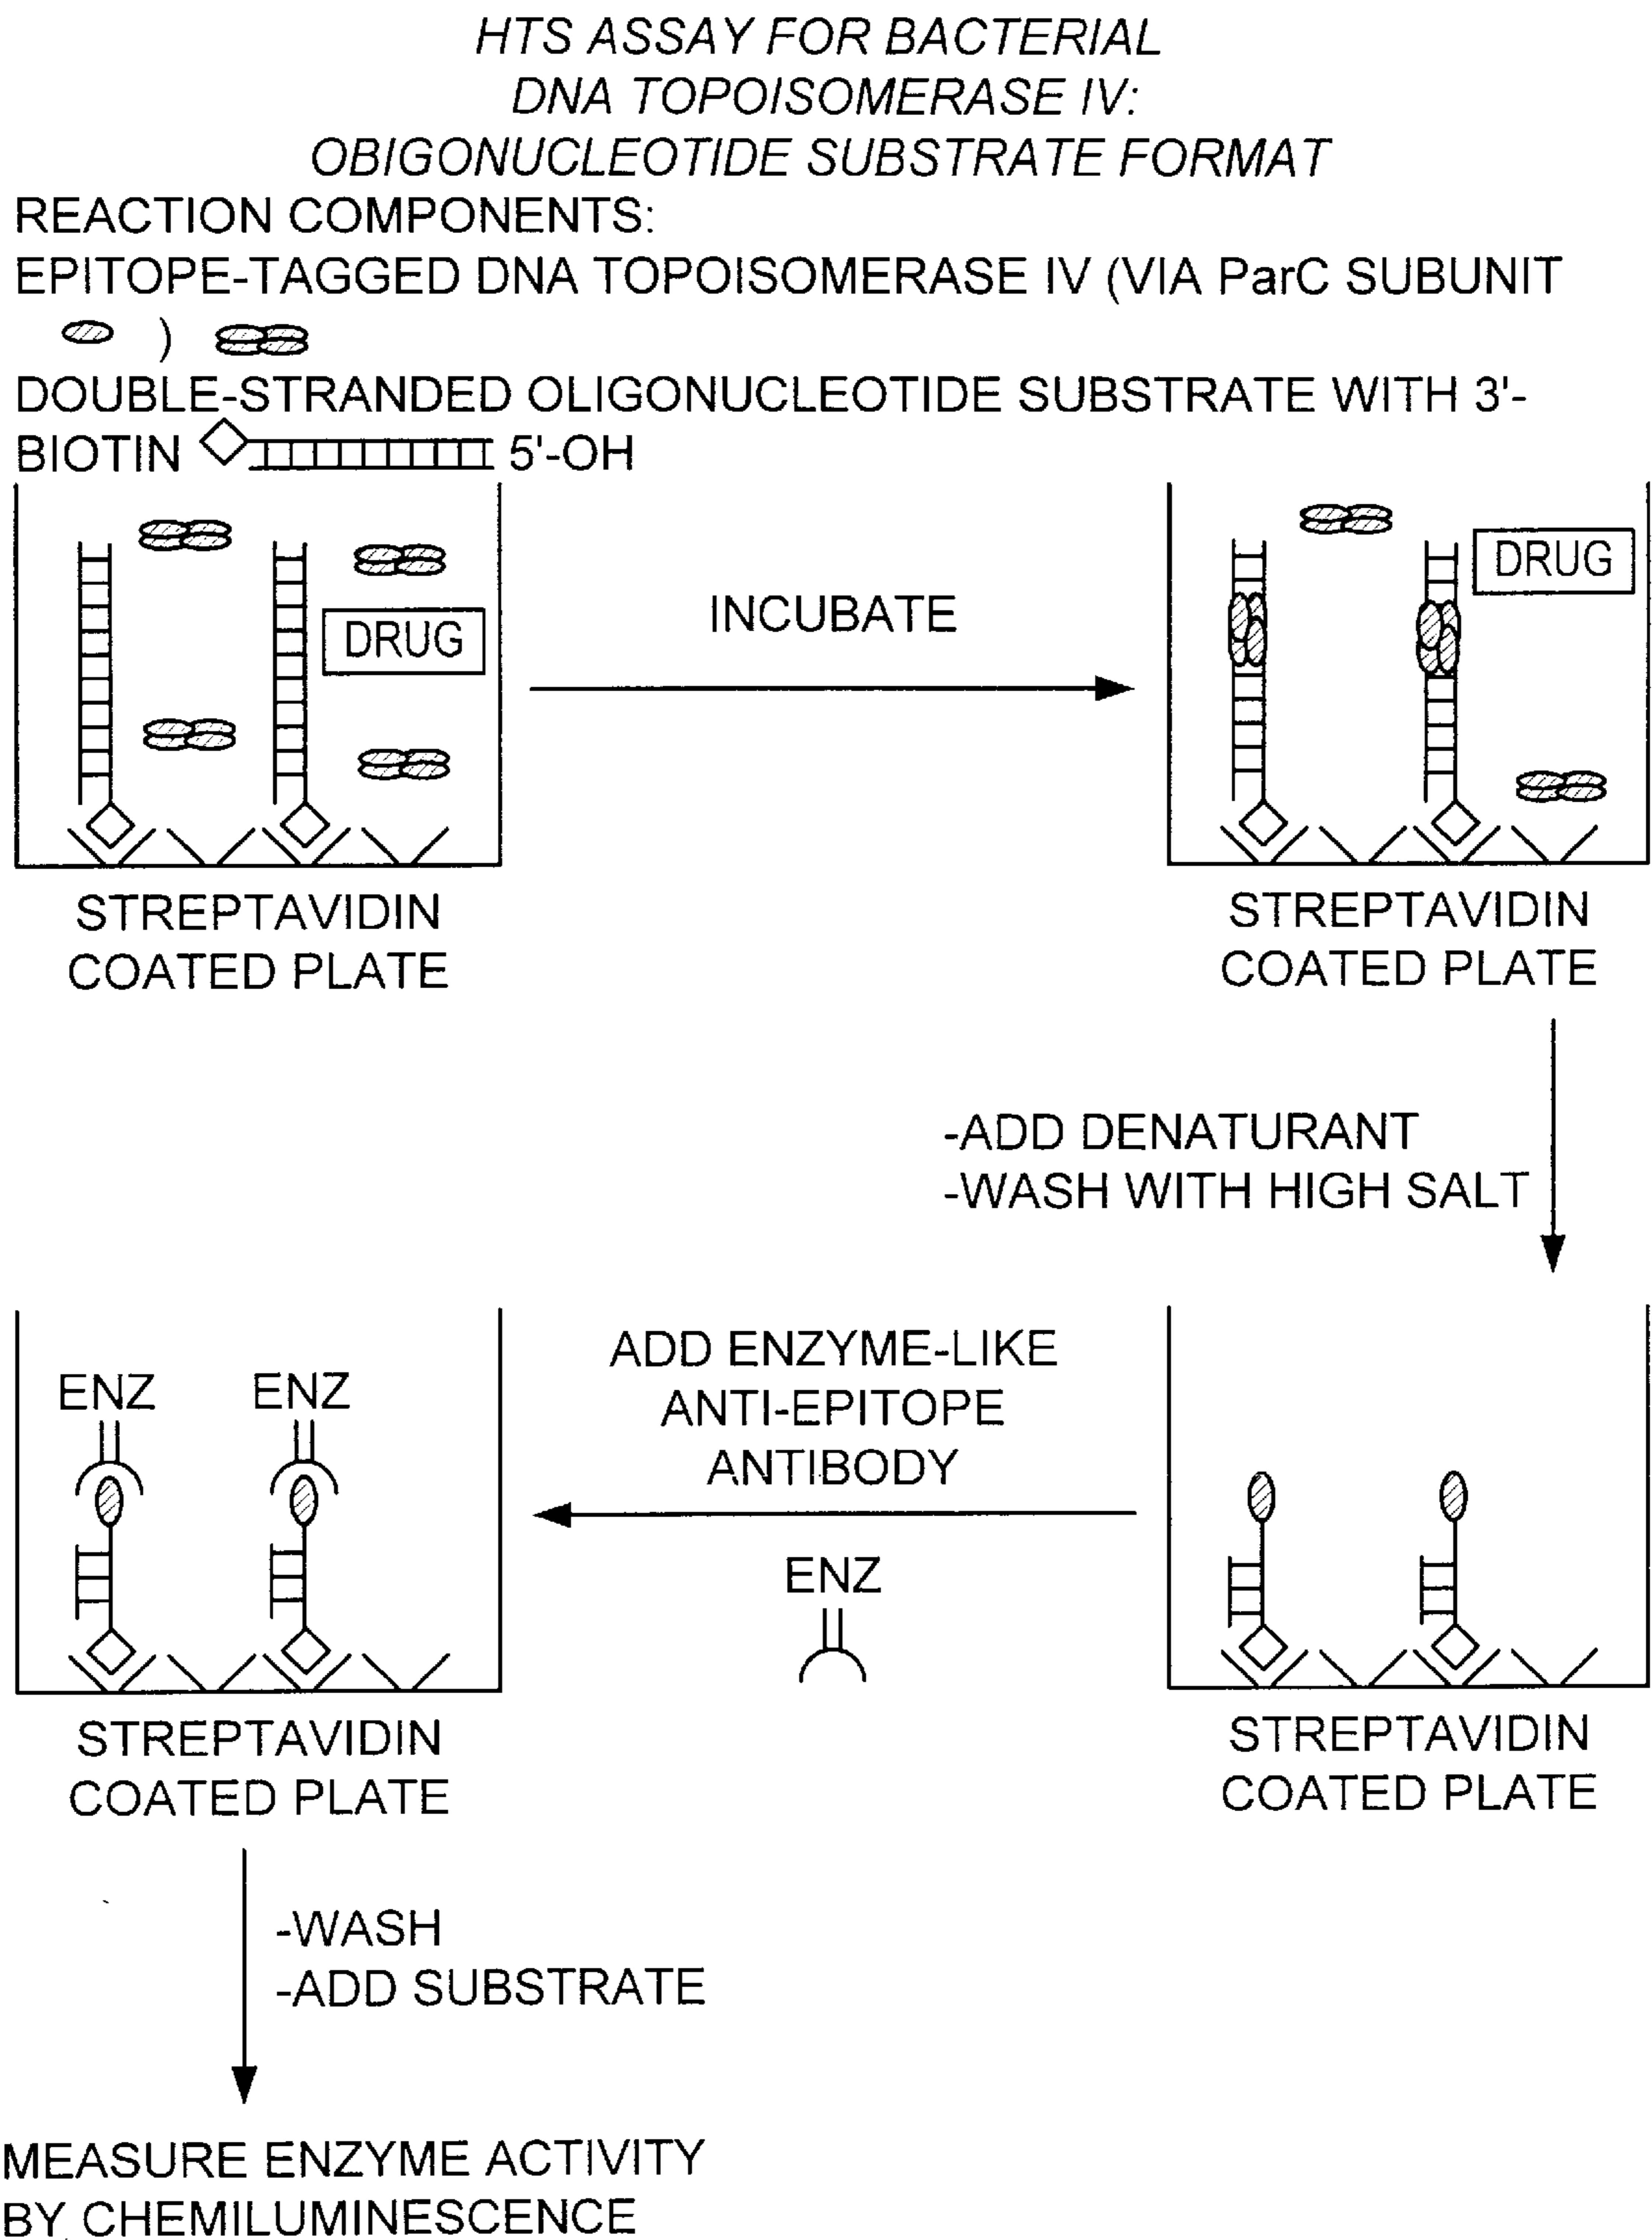 HTS ASSAY FOR BACTERIAL
DNA TOPOISOMERASE IV:
OBIGONUCLEOTIDE SUBSTRATE FORMAT
REACTION COMPONENTS:
EPITOPE-TAGGED DNA TOPOISOMERASE IV (VIA ParC SUBUNIT
)
DOUBLE-STRANDED OLIGONUCLEOTIDE SUBSTRATE WITH 3'-
BIOTIN 5'-OH
DRUG
STREPTAVIDIN
COATED PLATE
INCUBATE
DRUG
STREPTAVIDIN
COATED PLATE
-ADD DENATURANT
-WASH WITH HIGH SALT
STREPTAVIDIN
COATED PLATE
ADD ENZYME-LIKE
ANTI-EPITOPE
ANTIBODY
ENZ
ENZ ENZ
STREPTAVIDIN
COATED PLATE
-WASH
-ADD SUBSTRATE
MEASURE ENZYME ACTIVITY
BY CHEMILUMINESCENCE